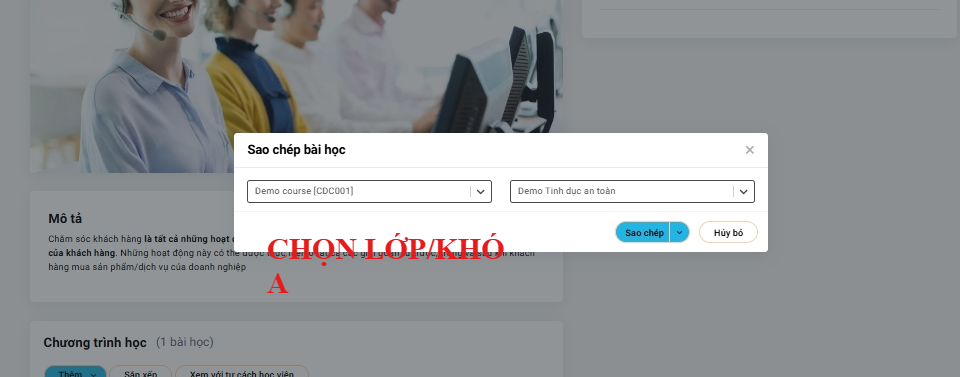 Sao chép bài học
Demo course [CDC001]
Demo Tình dục an toàn
Sao chép
Hủy bỏ
CHỌN LỚP/KHÓ
A
Mô tả
Chăm sóc khách hàng là tất cả những hoạt
của khách hàng. Những hoạt động này có thể được
khách
hàng mua sản phẩm/dịch vụ của doanh nghiệp
Chương trình học (1 bài học)
Thêm
Sắp xếp
Xem với tư cách học viên